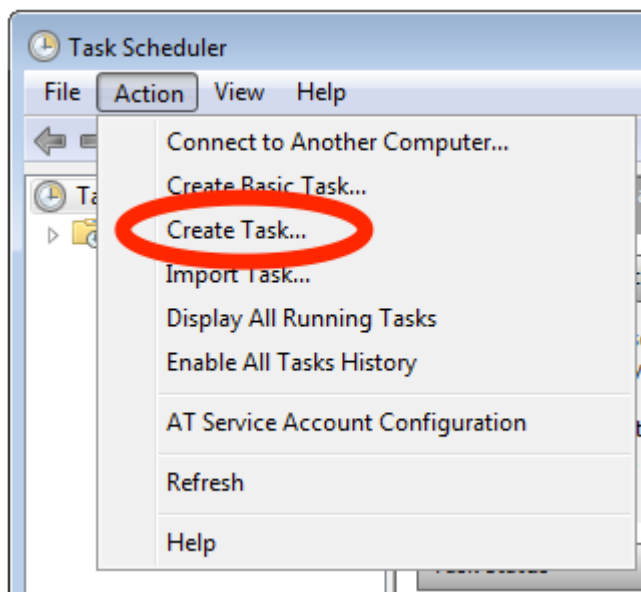 Task Scheduler
File Action View Help
Connect to Another Computer...
Create Basic Task...
Create Task...
Import Task...
Display All Running Tasks
Enable All Tasks History
AT Service Account Configuration
Refresh
Help